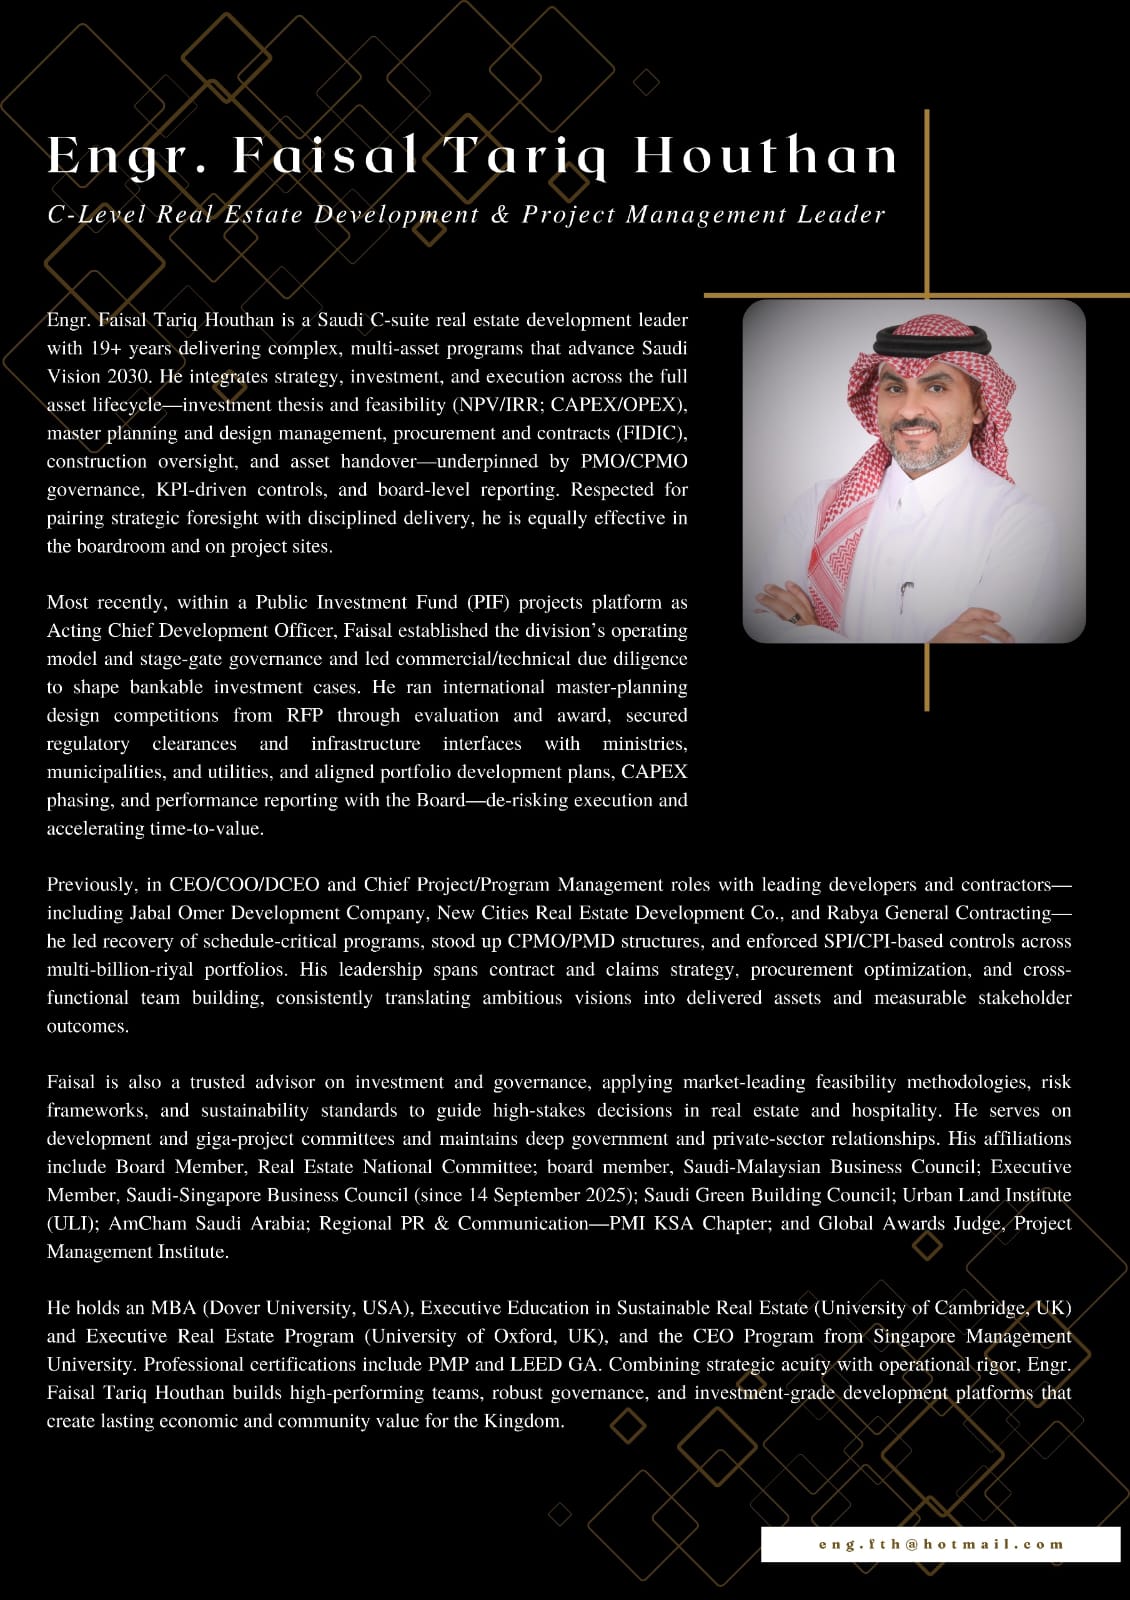 Engr. Faisal Tariq Houthan
C-Level Real Estate Development & Project Management Leader
Engr. Faisal Tariq Houthan is a Saudi C-suite real estate development leader
with 19+ years delivering complex, multi-asset programs that advance Saudi
Vision 2030. He integrates strategy, investment, and execution across the full
asset lifecycle—investment thesis and feasibility (NPV/IRR; CAPEX/OPEX),
master planning and design management, procurement and contracts (FIDIC),
construction oversight, and asset handover—underpinned by PMO/CPMO
governance, KPI-driven controls, and board-level reporting. Respected for
pairing strategic foresight with disciplined delivery, he is equally effective in
the boardroom and on project sites.
Most recently, within a Public Investment Fund (PIF) projects platform as
Acting Chief Development Officer, Faisal established the division’s operating
model and stage-gate governance and led commercial/technical due diligence
to shape bankable investment cases. He ran international master-planning
design competitions from RFP through evaluation and award, secured
regulatory clearances and infrastructure interfaces with ministries,
municipalities, and utilities, and aligned portfolio development plans, CAPEX
phasing, and performance reporting with the Board—de-risking execution and
accelerating time-to-value.
Previously, in CEO/COO/DCEO and Chief Project/Program Management roles with leading developers and contractors—
including Jabal Omer Development Company, New Cities Real Estate Development Co., and Rabya General Contracting—
he led recovery of schedule-critical programs, stood up CPMO/PMD structures, and enforced SPI/CPI-based controls across
multi-billion-riyal portfolios. His leadership spans contract and claims strategy, procurement optimization, and cross-
functional team building, consistently translating ambitious visions into delivered assets and measurable stakeholder
outcomes.
Faisal is also a trusted advisor on investment and governance, applying market-leading feasibility methodologies, risk
frameworks, and sustainability standards to guide high-stakes decisions in real estate and hospitality. He serves on
development and giga-project committees and maintains deep government and private-sector relationships. His affiliations
include Board Member, Real Estate National Committee; board member, Saudi-Malaysian Business Council; Executive
Member, Saudi-Singapore Business Council (since 14 September 2025); Saudi Green Building Council; Urban Land Institute
(ULI); AmCham Saudi Arabia; Regional PR & Communication—PMI KSA Chapter; and Global Awards Judge, Project
Management Institute.
He holds an MBA (Dover University, USA), Executive Education in Sustainable Real Estate (University of Cambridge, UK)
and Executive Real Estate Program (University of Oxford, UK), and the CEO Program from Singapore Management
University. Professional certifications include PMP and LEED GA. Combining strategic acuity with operational rigor, Engr.
Faisal Tariq Houthan builds high-performing teams, robust governance, and investment-grade development platforms that
create lasting economic and community value for the Kingdom.
eng.fth@hotmail.com